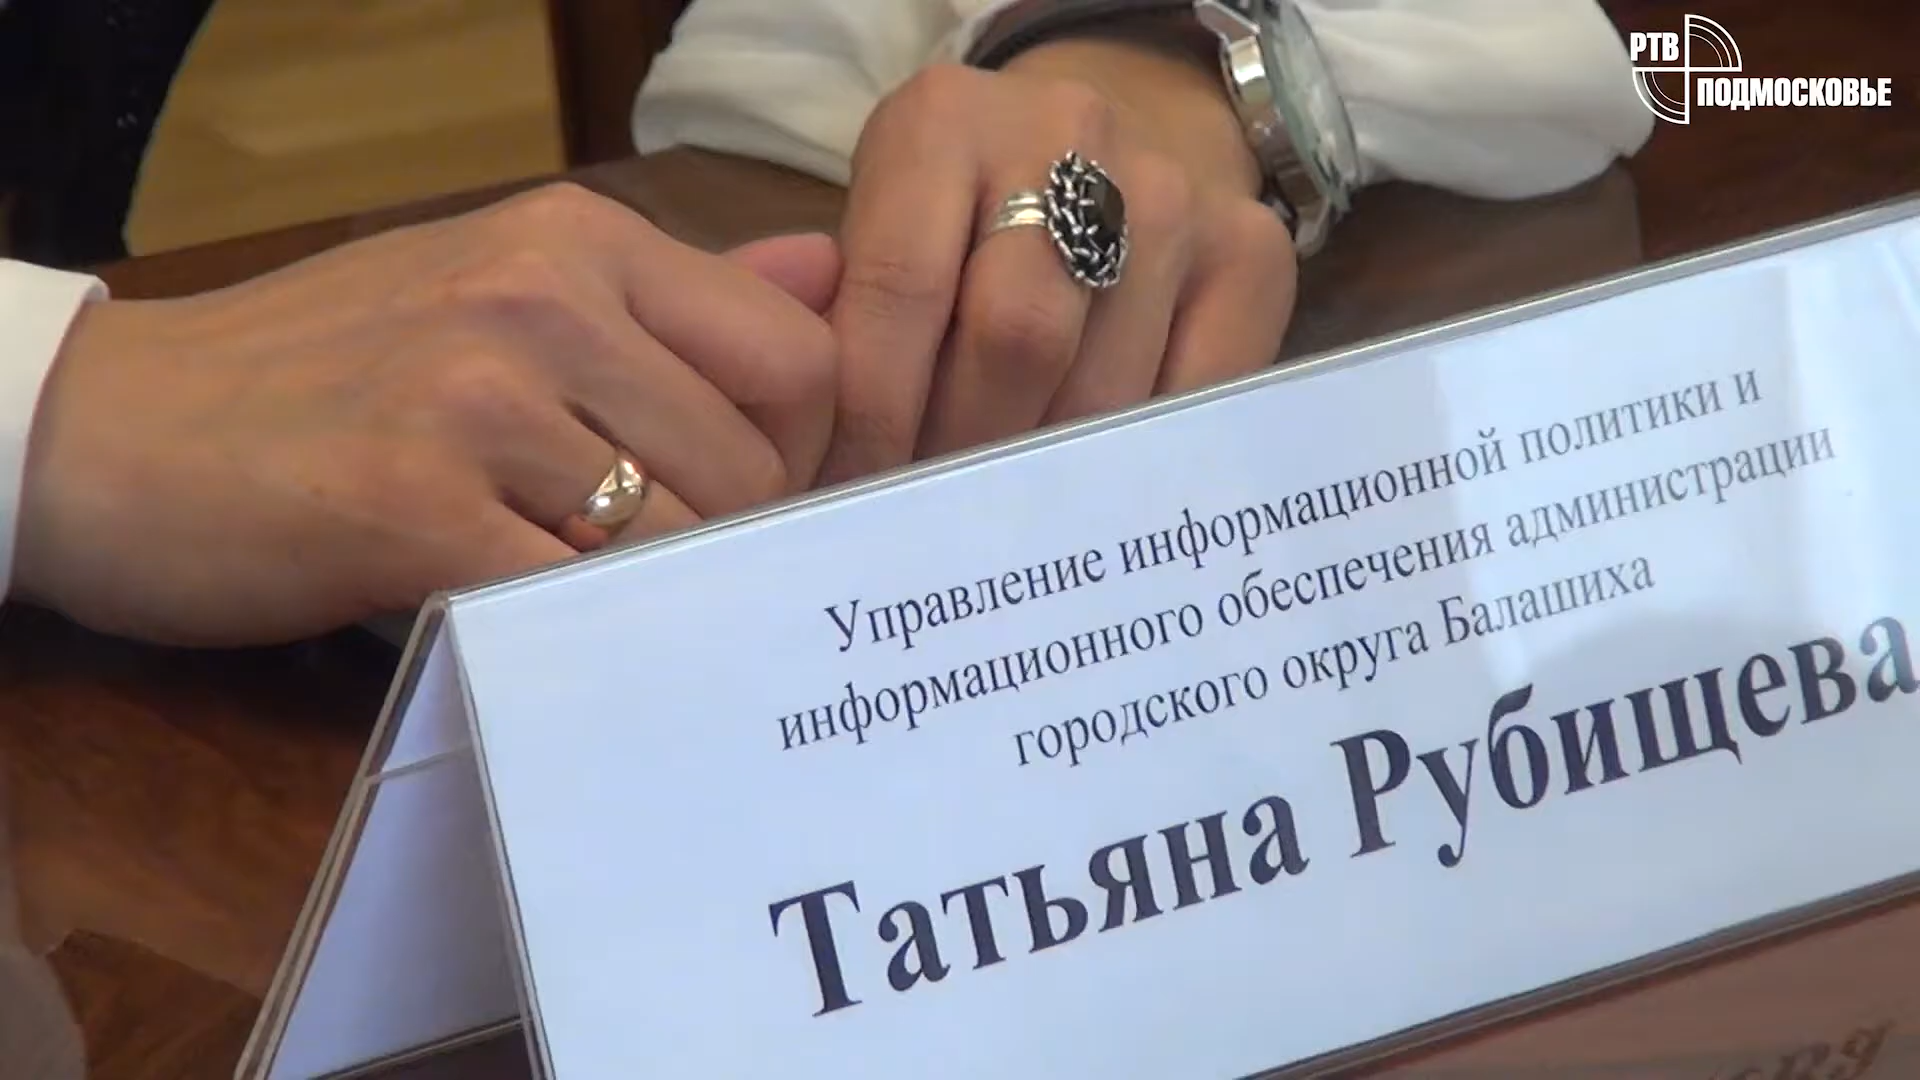 РТВ
ПОДМОСКОВЬЕ
Управление информационной политики и
информационного обеспечения администрации
городского округа Балашиха
Татьяна Рубищева